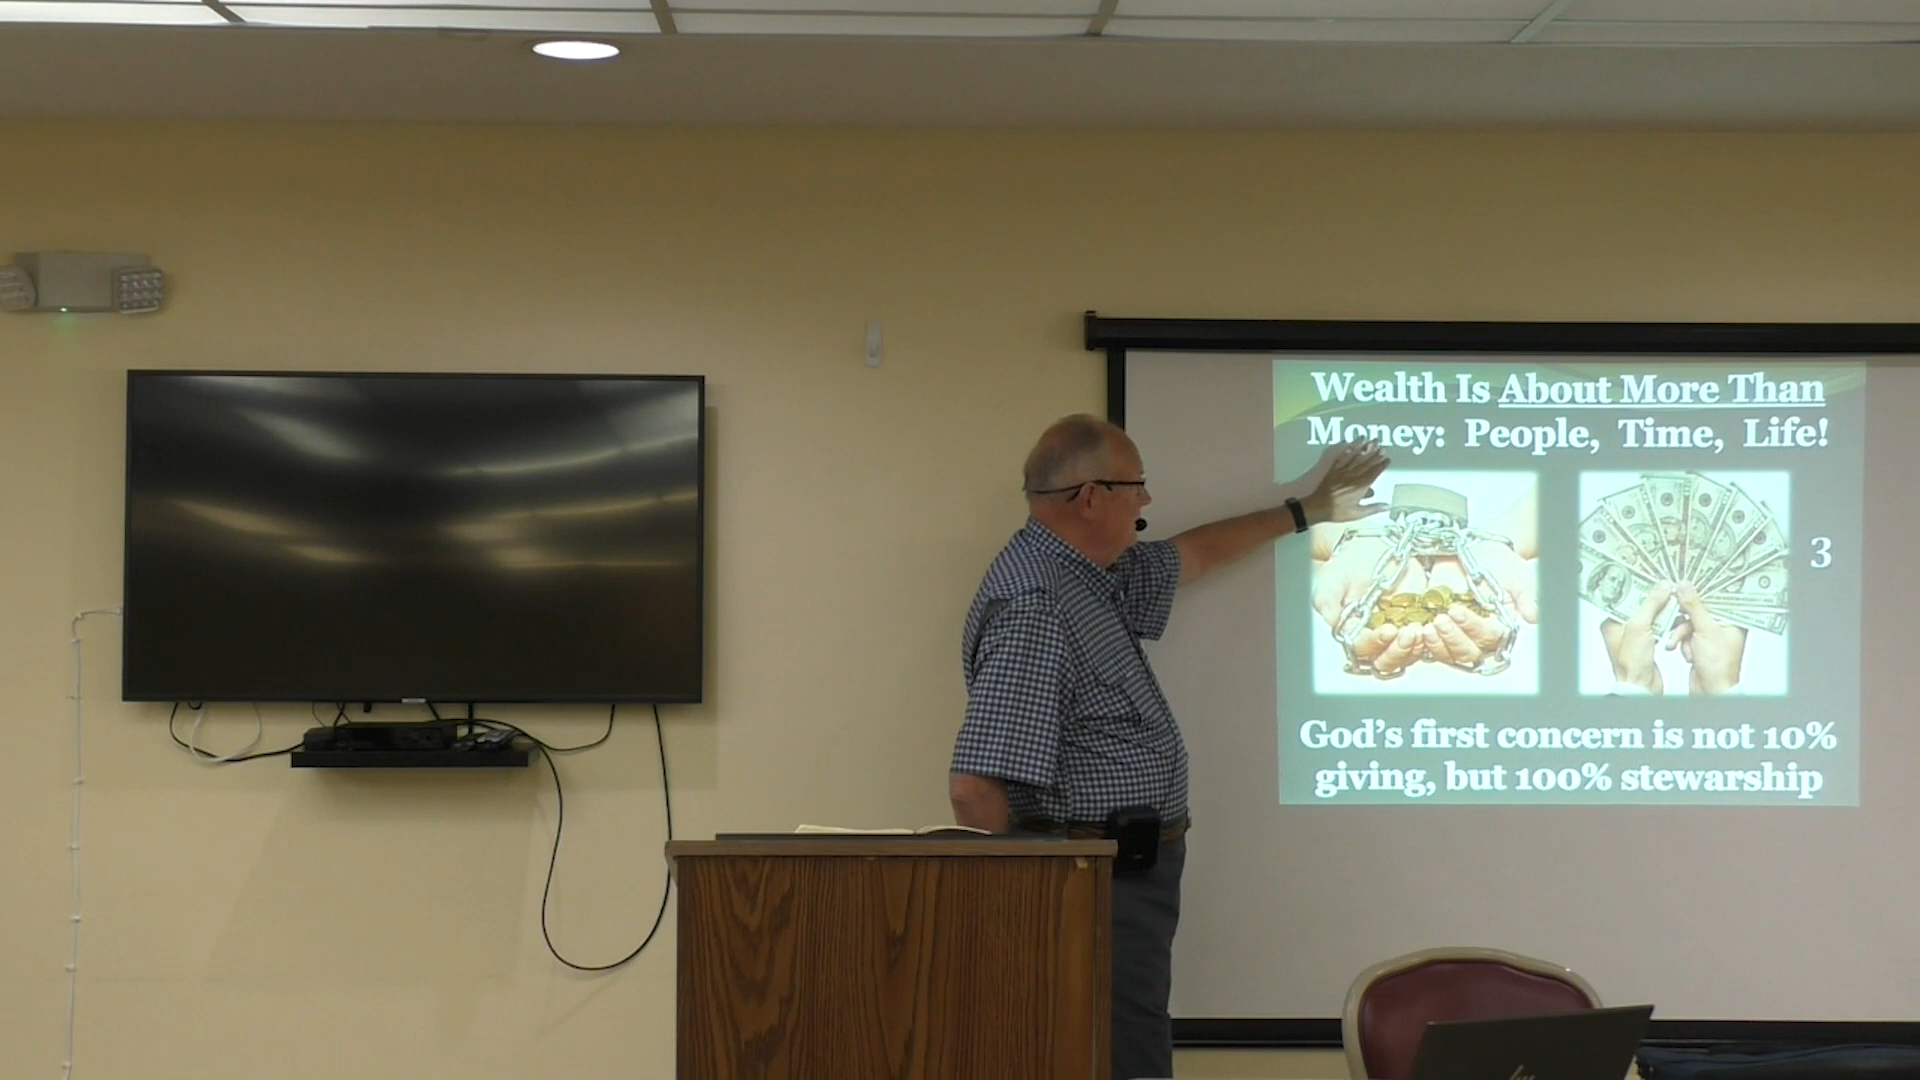 Wealth Is About More Than
Money: People, Time, Life!
3
God's first concern is not 10%
giving, but 100% stewarship